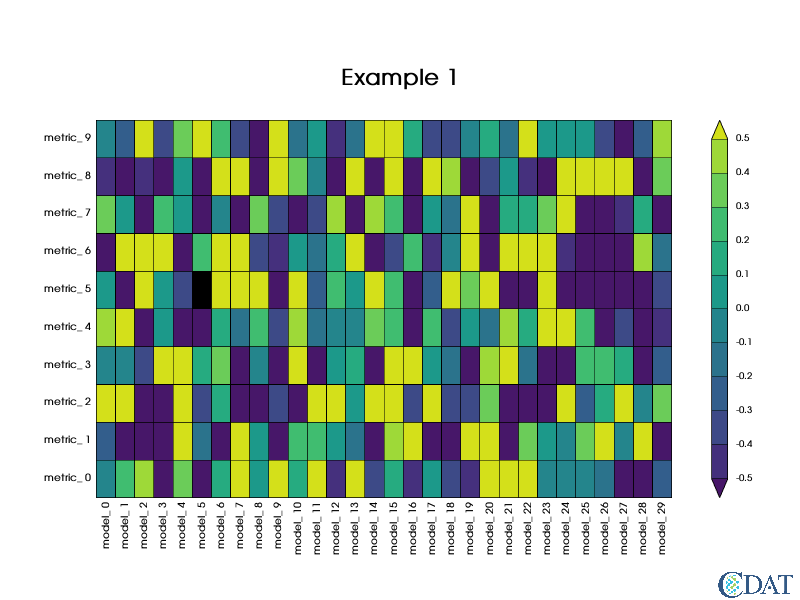 Example 1
metric_9
metric_8
metric_7
metric_6
metric_5
metric_4
metric_3
metric_2
metric_1
metric_0
0.5
0.4
0.3
0.2
0.1
0.0
-0.1
-0.2
-0.3
-0.4
-0.5
model_0
model_1
model_2
model_3
model_4
model_5
model_6
model_7
model_8
model_9
model_10
model_11
model_12
model_13
model_14
model_15
model_16
model_17
model_18
model_19
model_20
model_21
model_22
model_23
model_24
model_25
model_26
model_27
model_28
model_29
CDAT